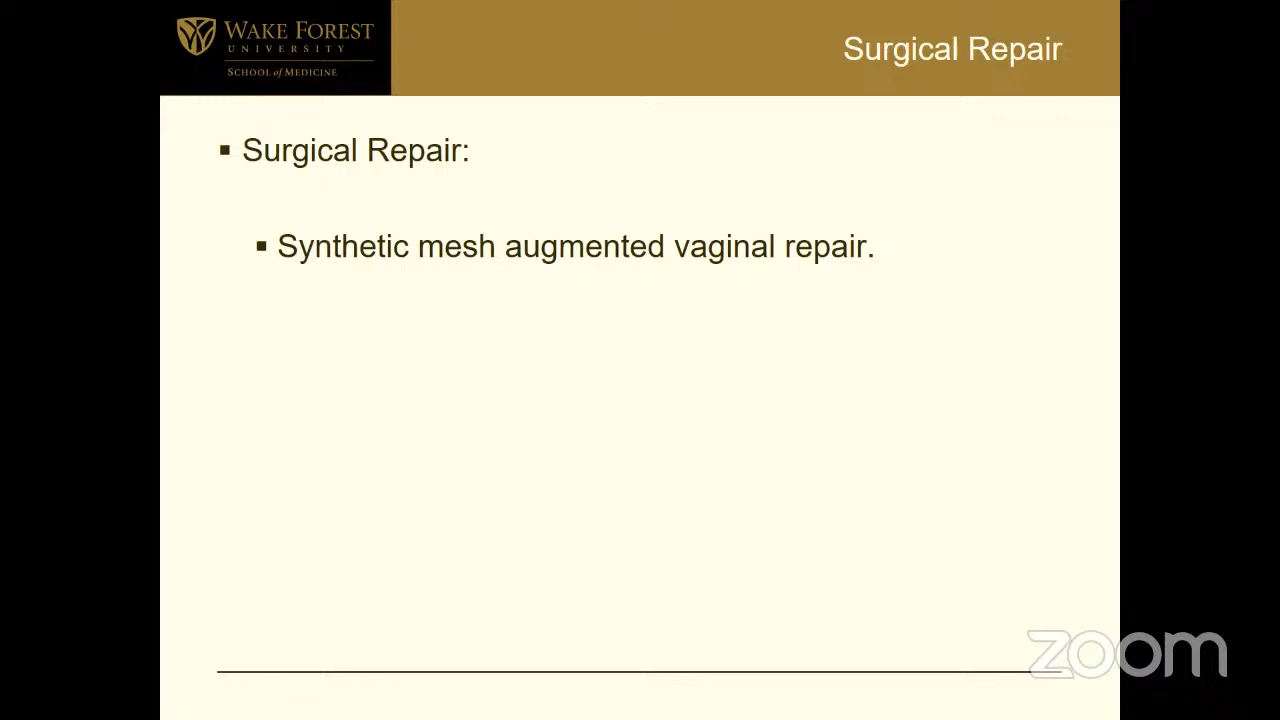 WAKE FOREST
UNIVERSITY
SCHOOL of MEDICINE
Surgical Repair
▪ Surgical Repair:
▪ Synthetic mesh augmented vaginal repair.
zoom